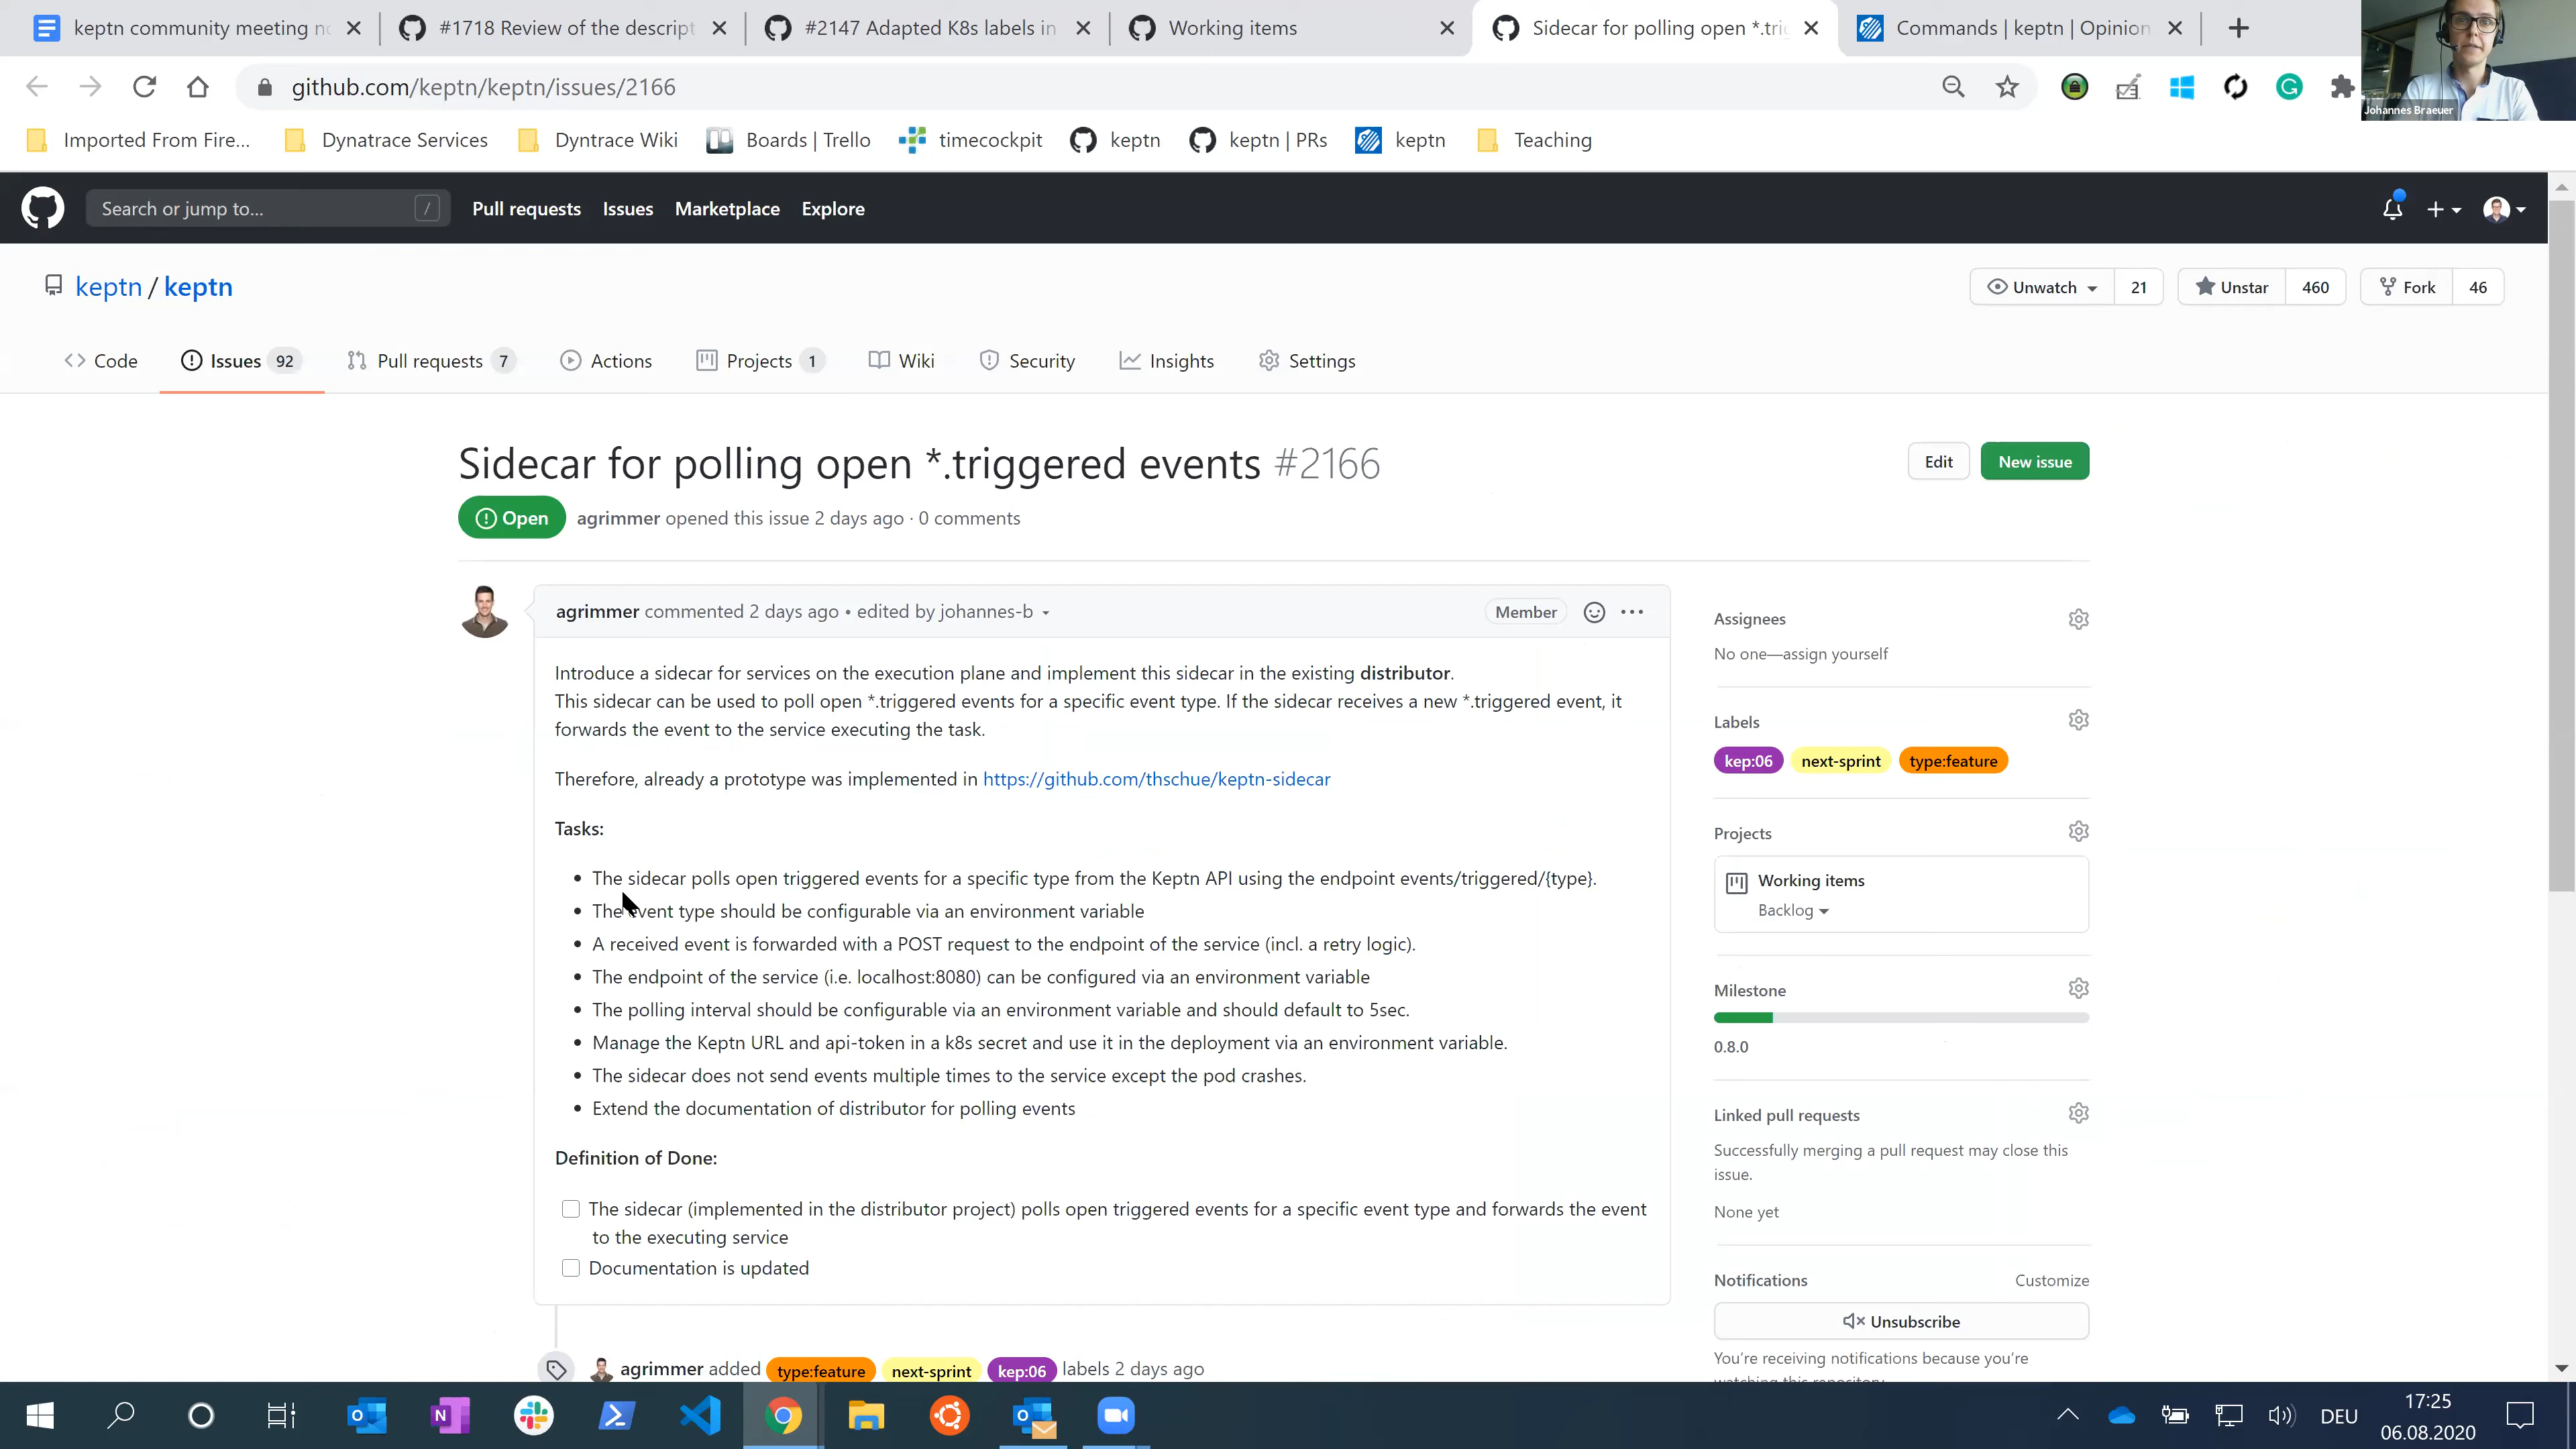 keptn community meeting no
#1718 Review of the descript
#2147 Adapted K8s labels in
Working items
Sidecar for polling open *.trig
Commands | keptn | Opinion
github.com/keptn/keptn/issues/2166
Johannes Braeuer
Imported From Fire...
Dynatrace Services
Dyntrace Wiki
Boards | Trello
timecockpit
keptn
keptn | PRs
keptn
Teaching
Search or jump to...
/
Pull requests
Issues
Marketplace
Explore
keptn / keptn
Unwatch 21
Unstar 460
Fork 46
Code
Issues 92
Pull requests 7
Actions
Projects 1
Wiki
Security
Insights
Settings
Sidecar for polling open *.triggered events #2166
Edit
New issue
Open
agrimmer opened this issue 2 days ago · 0 comments
agrimmer commented 2 days ago • edited by johannes-b
Member
Introduce a sidecar for services on the execution plane and implement this sidecar in the existing distributor.
This sidecar can be used to poll open *.triggered events for a specific event type. If the sidecar receives a new *.triggered event, it
forwards the event to the service executing the task.
Therefore, already a prototype was implemented in https://github.com/thschue/keptn-sidecar
Tasks:
• The sidecar polls open triggered events for a specific type from the Keptn API using the endpoint events/triggered/{type}.
• The event type should be configurable via an environment variable
• A received event is forwarded with a POST request to the endpoint of the service (incl. a retry logic).
• The endpoint of the service (i.e. localhost:8080) can be configured via an environment variable
• The polling interval should be configurable via an environment variable and should default to 5sec.
• Manage the Keptn URL and api-token in a k8s secret and use it in the deployment via an environment variable.
• The sidecar does not send events multiple times to the service except the pod crashes.
• Extend the documentation of distributor for polling events
Definition of Done:
The sidecar (implemented in the distributor project) polls open triggered events for a specific event type and forwards the event
to the executing service
Documentation is updated
agrimmer added type:feature next-sprint kep:06 labels 2 days ago
Assignees
No one—assign yourself
Labels
kep:06 next-sprint type:feature
Projects
Working items
Backlog
Milestone
0.8.0
Linked pull requests
Successfully merging a pull request may close this
issue.
None yet
Notifications
Customize
Unsubscribe
You're receiving notifications because you're
watching this repository.
DEU
17:25
06.08.2020